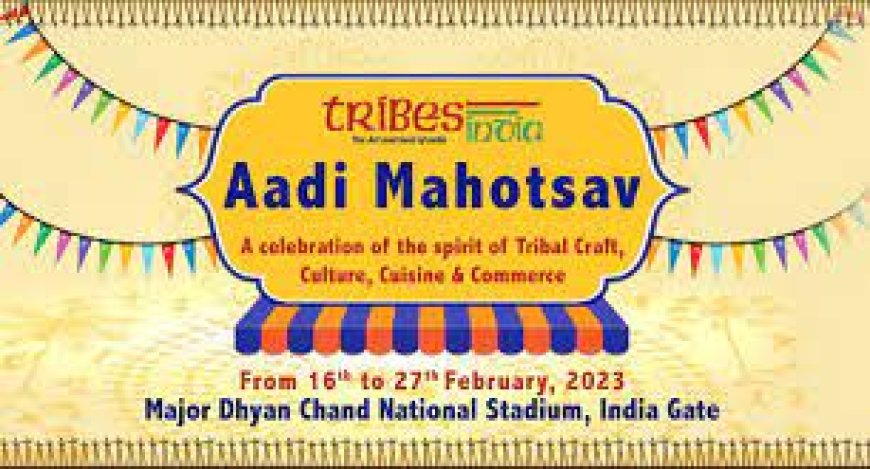 TRIBES
INDIA
Aadi Mahotsav
A celebration of the spirit of Tribal Craft,
Culture, Cuisine & Commerce
From 16th to 27th February, 2023
Major Dhyan Chand National Stadium, India Gate